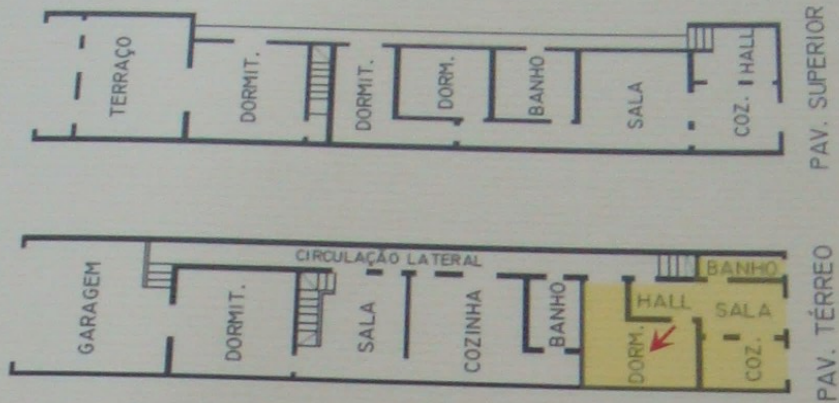 TERRAÇO
DORMIT.
DORMIT.
DORM.
BANHO
SALA
COZ.
HALL
PAV. SUPERIOR
GARAGEM
CIRCULAÇÃO LATERAL
DORMIT.
SALA
COZINHA
BANHO
DORM.
HALL
BANHO
SALA
COZ.
PAV. TÉRREO